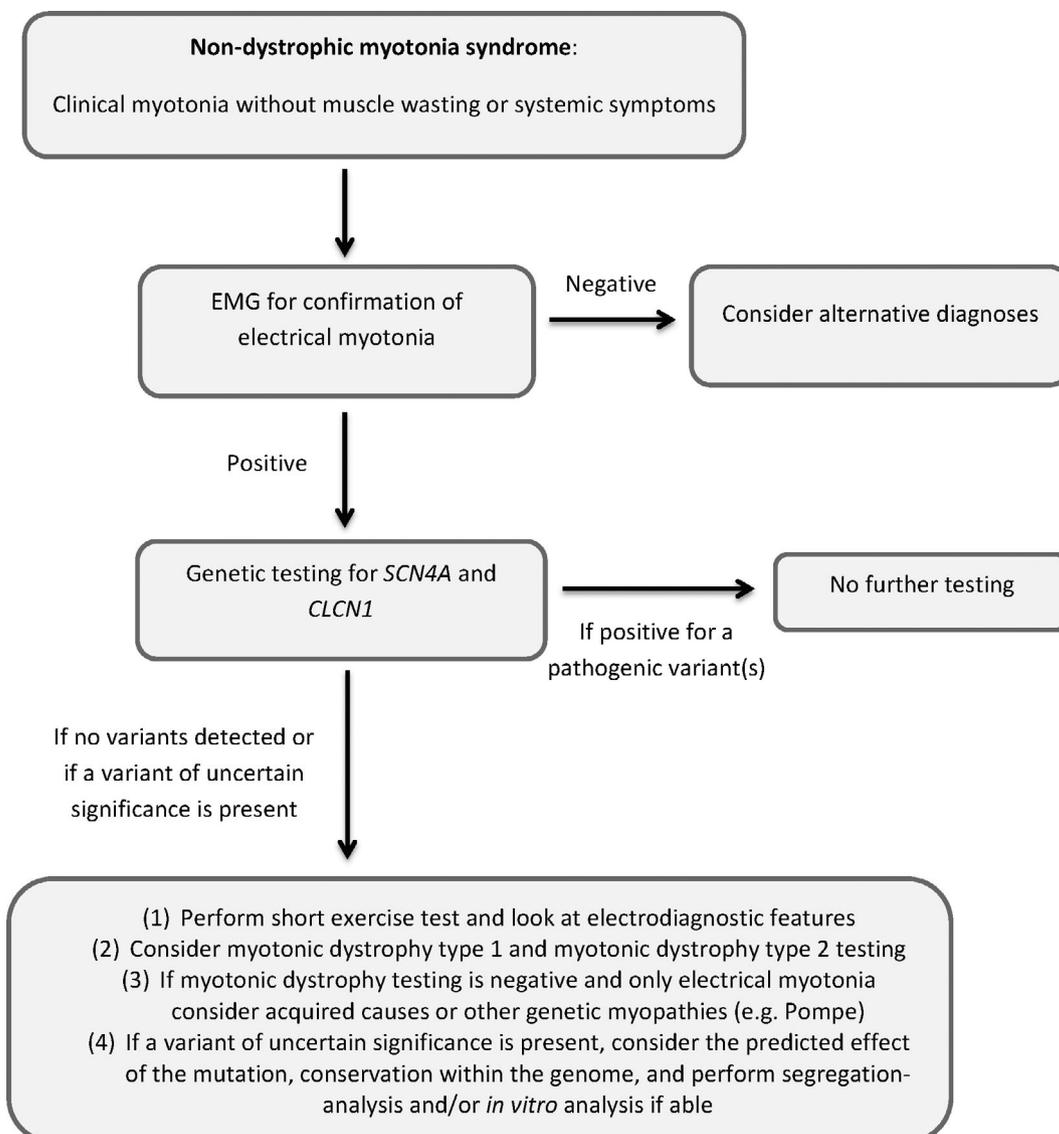 Non-dystrophic myotonia syndrome:
Clinical myotonia without muscle wasting or systemic symptoms
EMG for confirmation of
electrical myotonia
Negative
Consider alternative diagnoses
Positive
Genetic testing for SCN4A and
CLCN1
If positive for a
pathogenic variant(s)
No further testing
If no variants detected or
if a variant of uncertain
significance is present
(1) Perform short exercise test and look at electrodiagnostic features
(2) Consider myotonic dystrophy type 1 and myotonic dystrophy type 2 testing
(3) If myotonic dystrophy testing is negative and only electrical myotonia
consider acquired causes or other genetic myopathies (e.g. Pompe)
(4) If a variant of uncertain significance is present, consider the predicted effect
of the mutation, conservation within the genome, and perform segregation-
analysis and/or in vitro analysis if able